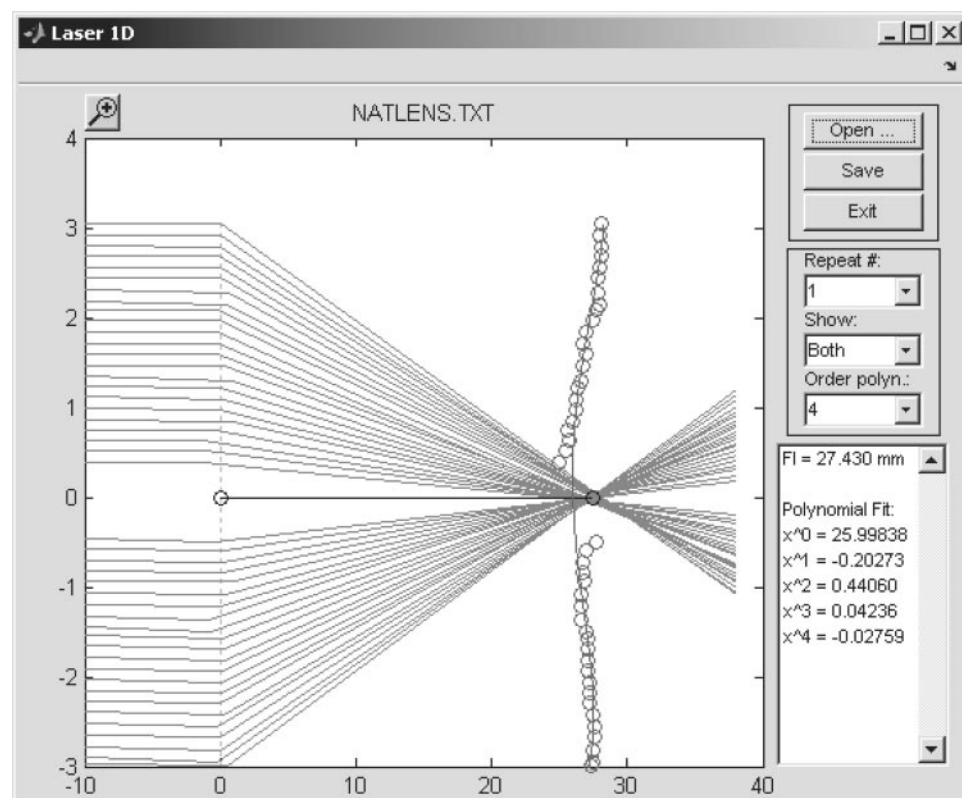 Laser 1D
NATLENS.TXT
4
3
2
1
0
-1
-2
-3
-10
0
10
20
30
40
Open ...
Save
Exit
Repeat #:
1
Show:
Both
Order polyn.:
4
Fl = 27.430 mm
Polynomial Fit:
x^0 = 25.99838
x^1 = -0.20273
x^2 = 0.44060
x^3 = 0.04236
x^4 = -0.02759